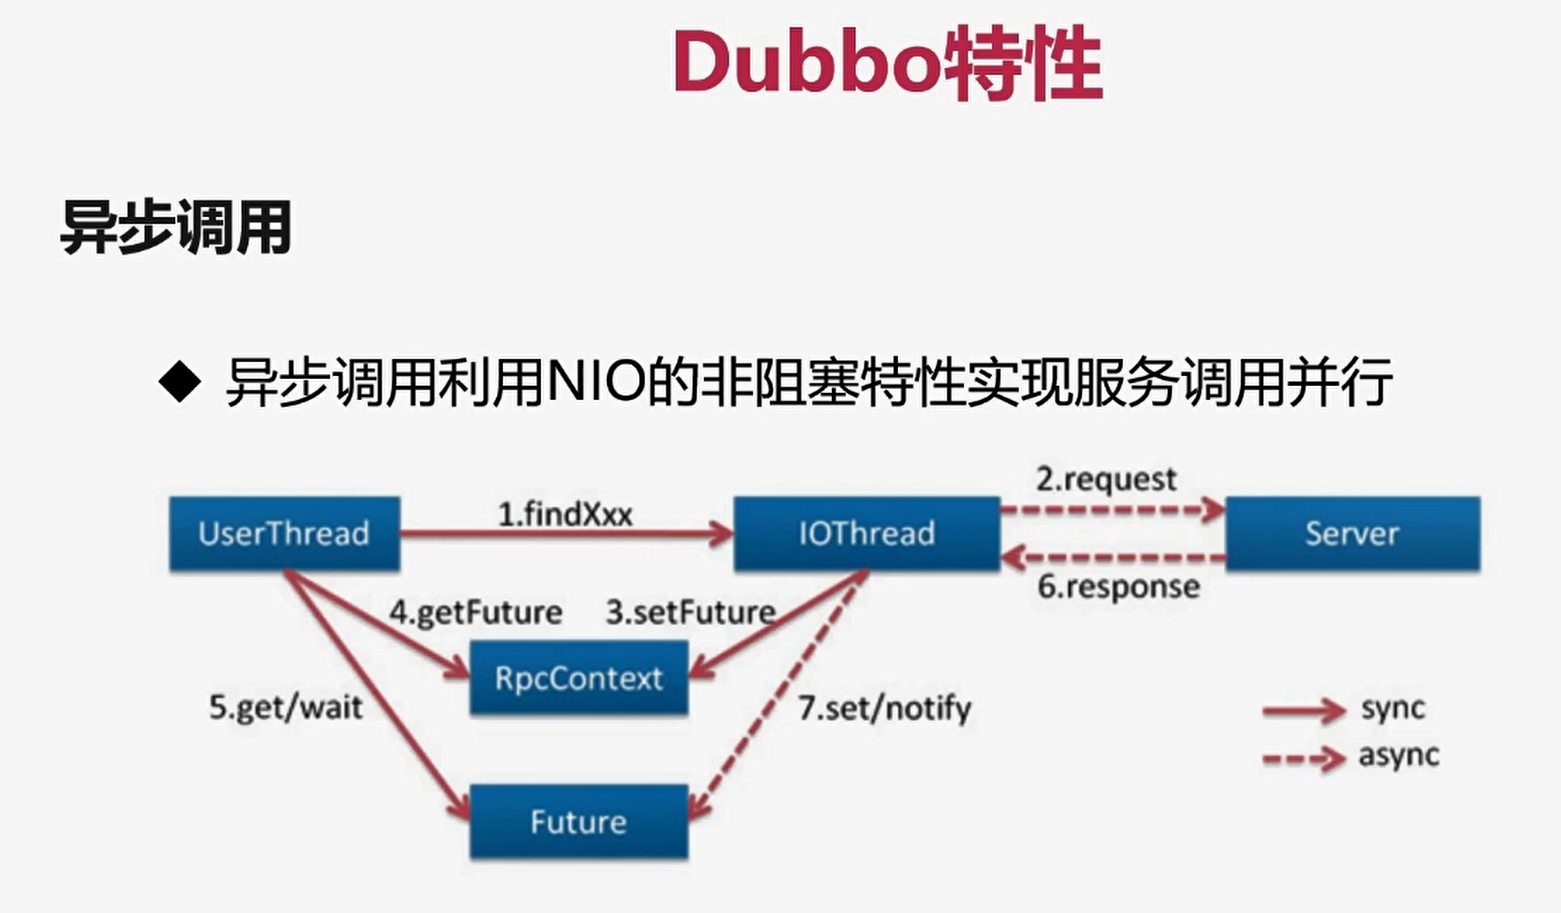 Dubbo特性
异步调用
◆ 异步调用利用NIO的非阻塞特性实现服务调用并行
2.request
UserThread
1.findXxx
IOThread
Server
6.response
4.getFuture
3.setFuture
RpcContext
5.get/wait
7.set/notify
sync
async
Future